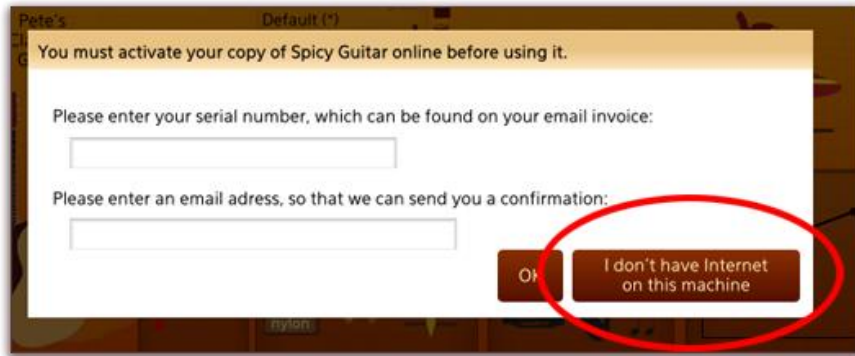 Pete's
Default (*)
You must activate your copy of Spicy Guitar online before using it.
Please enter your serial number, which can be found on your email invoice:
Please enter an email adress, so that we can send you a confirmation:
OK
I don't have Internet
on this machine
nylon